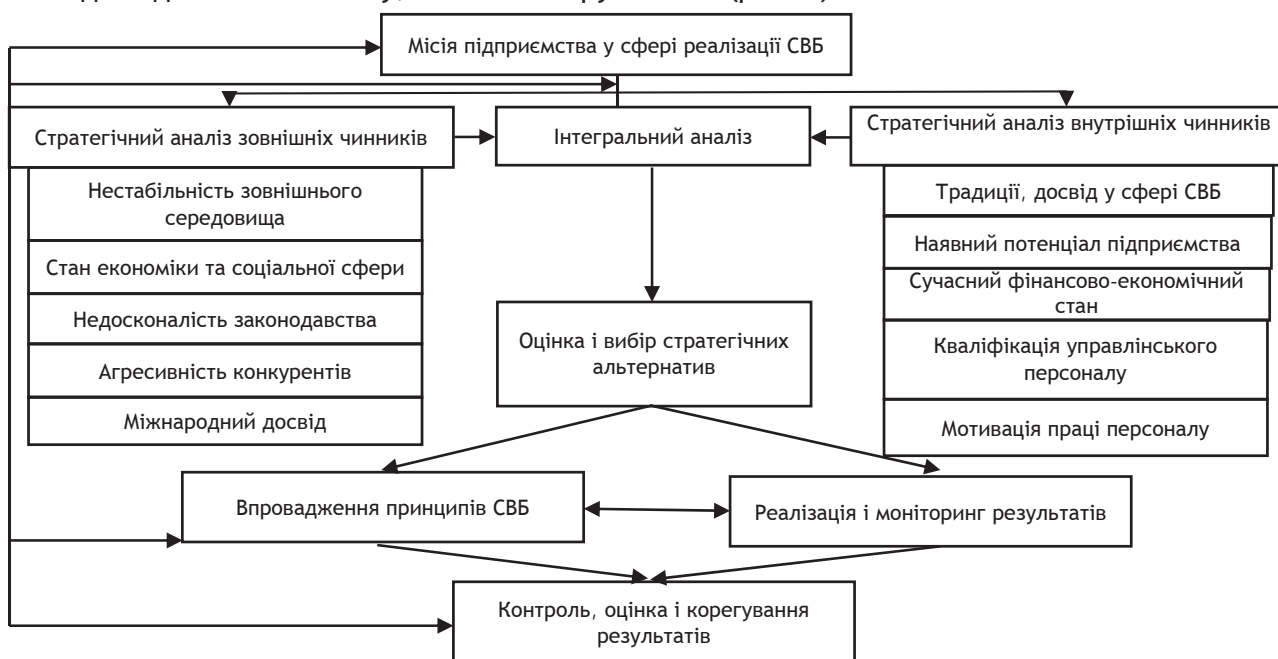 Місія підприємства у сфері реалізації СВБ
Стратегічний аналіз зовнішніх чинників
Інтегральний аналіз
Стратегічний аналіз внутрішніх чинників
Нестабільність зовнішнього
середовища
Стан економіки та соціальної сфери
Недосконалість законодавства
Агресивність конкурентів
Міжнародний досвід
Оцінка і вибір стратегічних
альтернатив
Традиції, досвід у сфері СВБ
Наявний потенціал підприємства
Сучасний фінансово-економічний
стан
Кваліфікація управлінського
персоналу
Мотивація праці персоналу
Впровадження принципів СВБ
Реалізація і моніторинг результатів
Контроль, оцінка і корегування
результатів